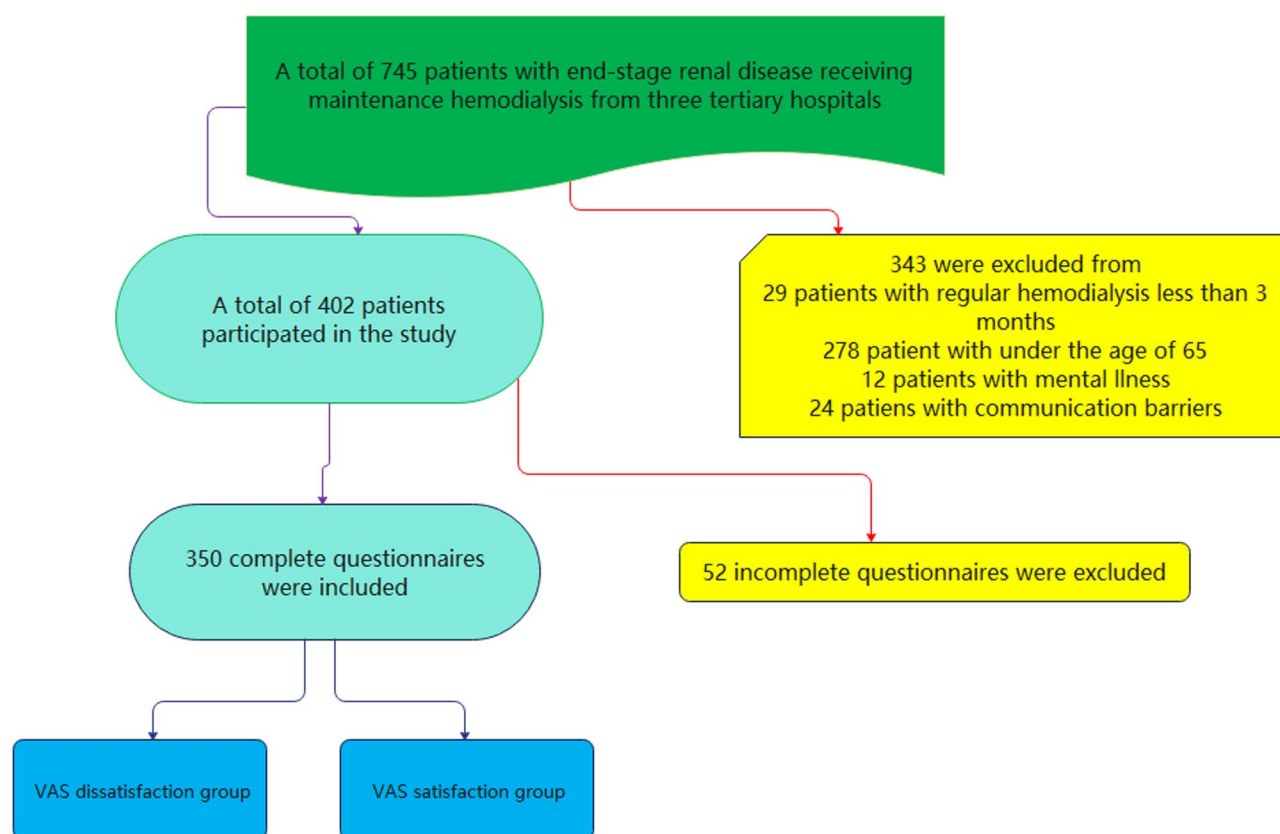 A total of 745 patients with end-stage renal disease receiving
maintenance hemodialysis from three tertiary hospitals
A total of 402 patients
participated in the study
343 were excluded from
29 patients with regular hemodialysis less than 3
months
278 patient with under the age of 65
12 patients with mental llness
24 patiens with communication barriers
350 complete questionnaires
were included
52 incomplete questionnaires were excluded
VAS dissatisfaction group
VAS satisfaction group